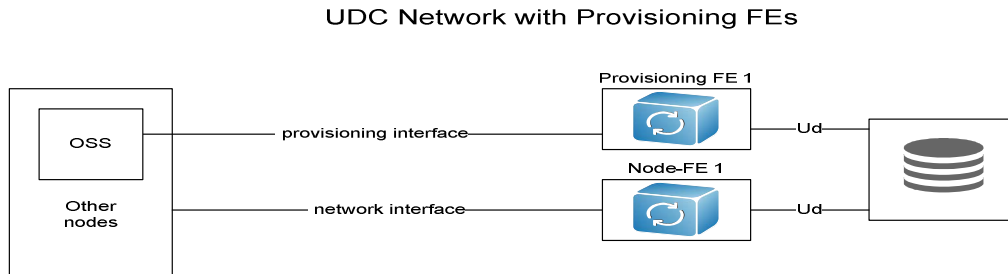 UDC Network with Provisioning FEs
Provisioning FE 1
OSS
provisioning interface
Ud
Node-FE 1
Other
nodes
network interface
Ud